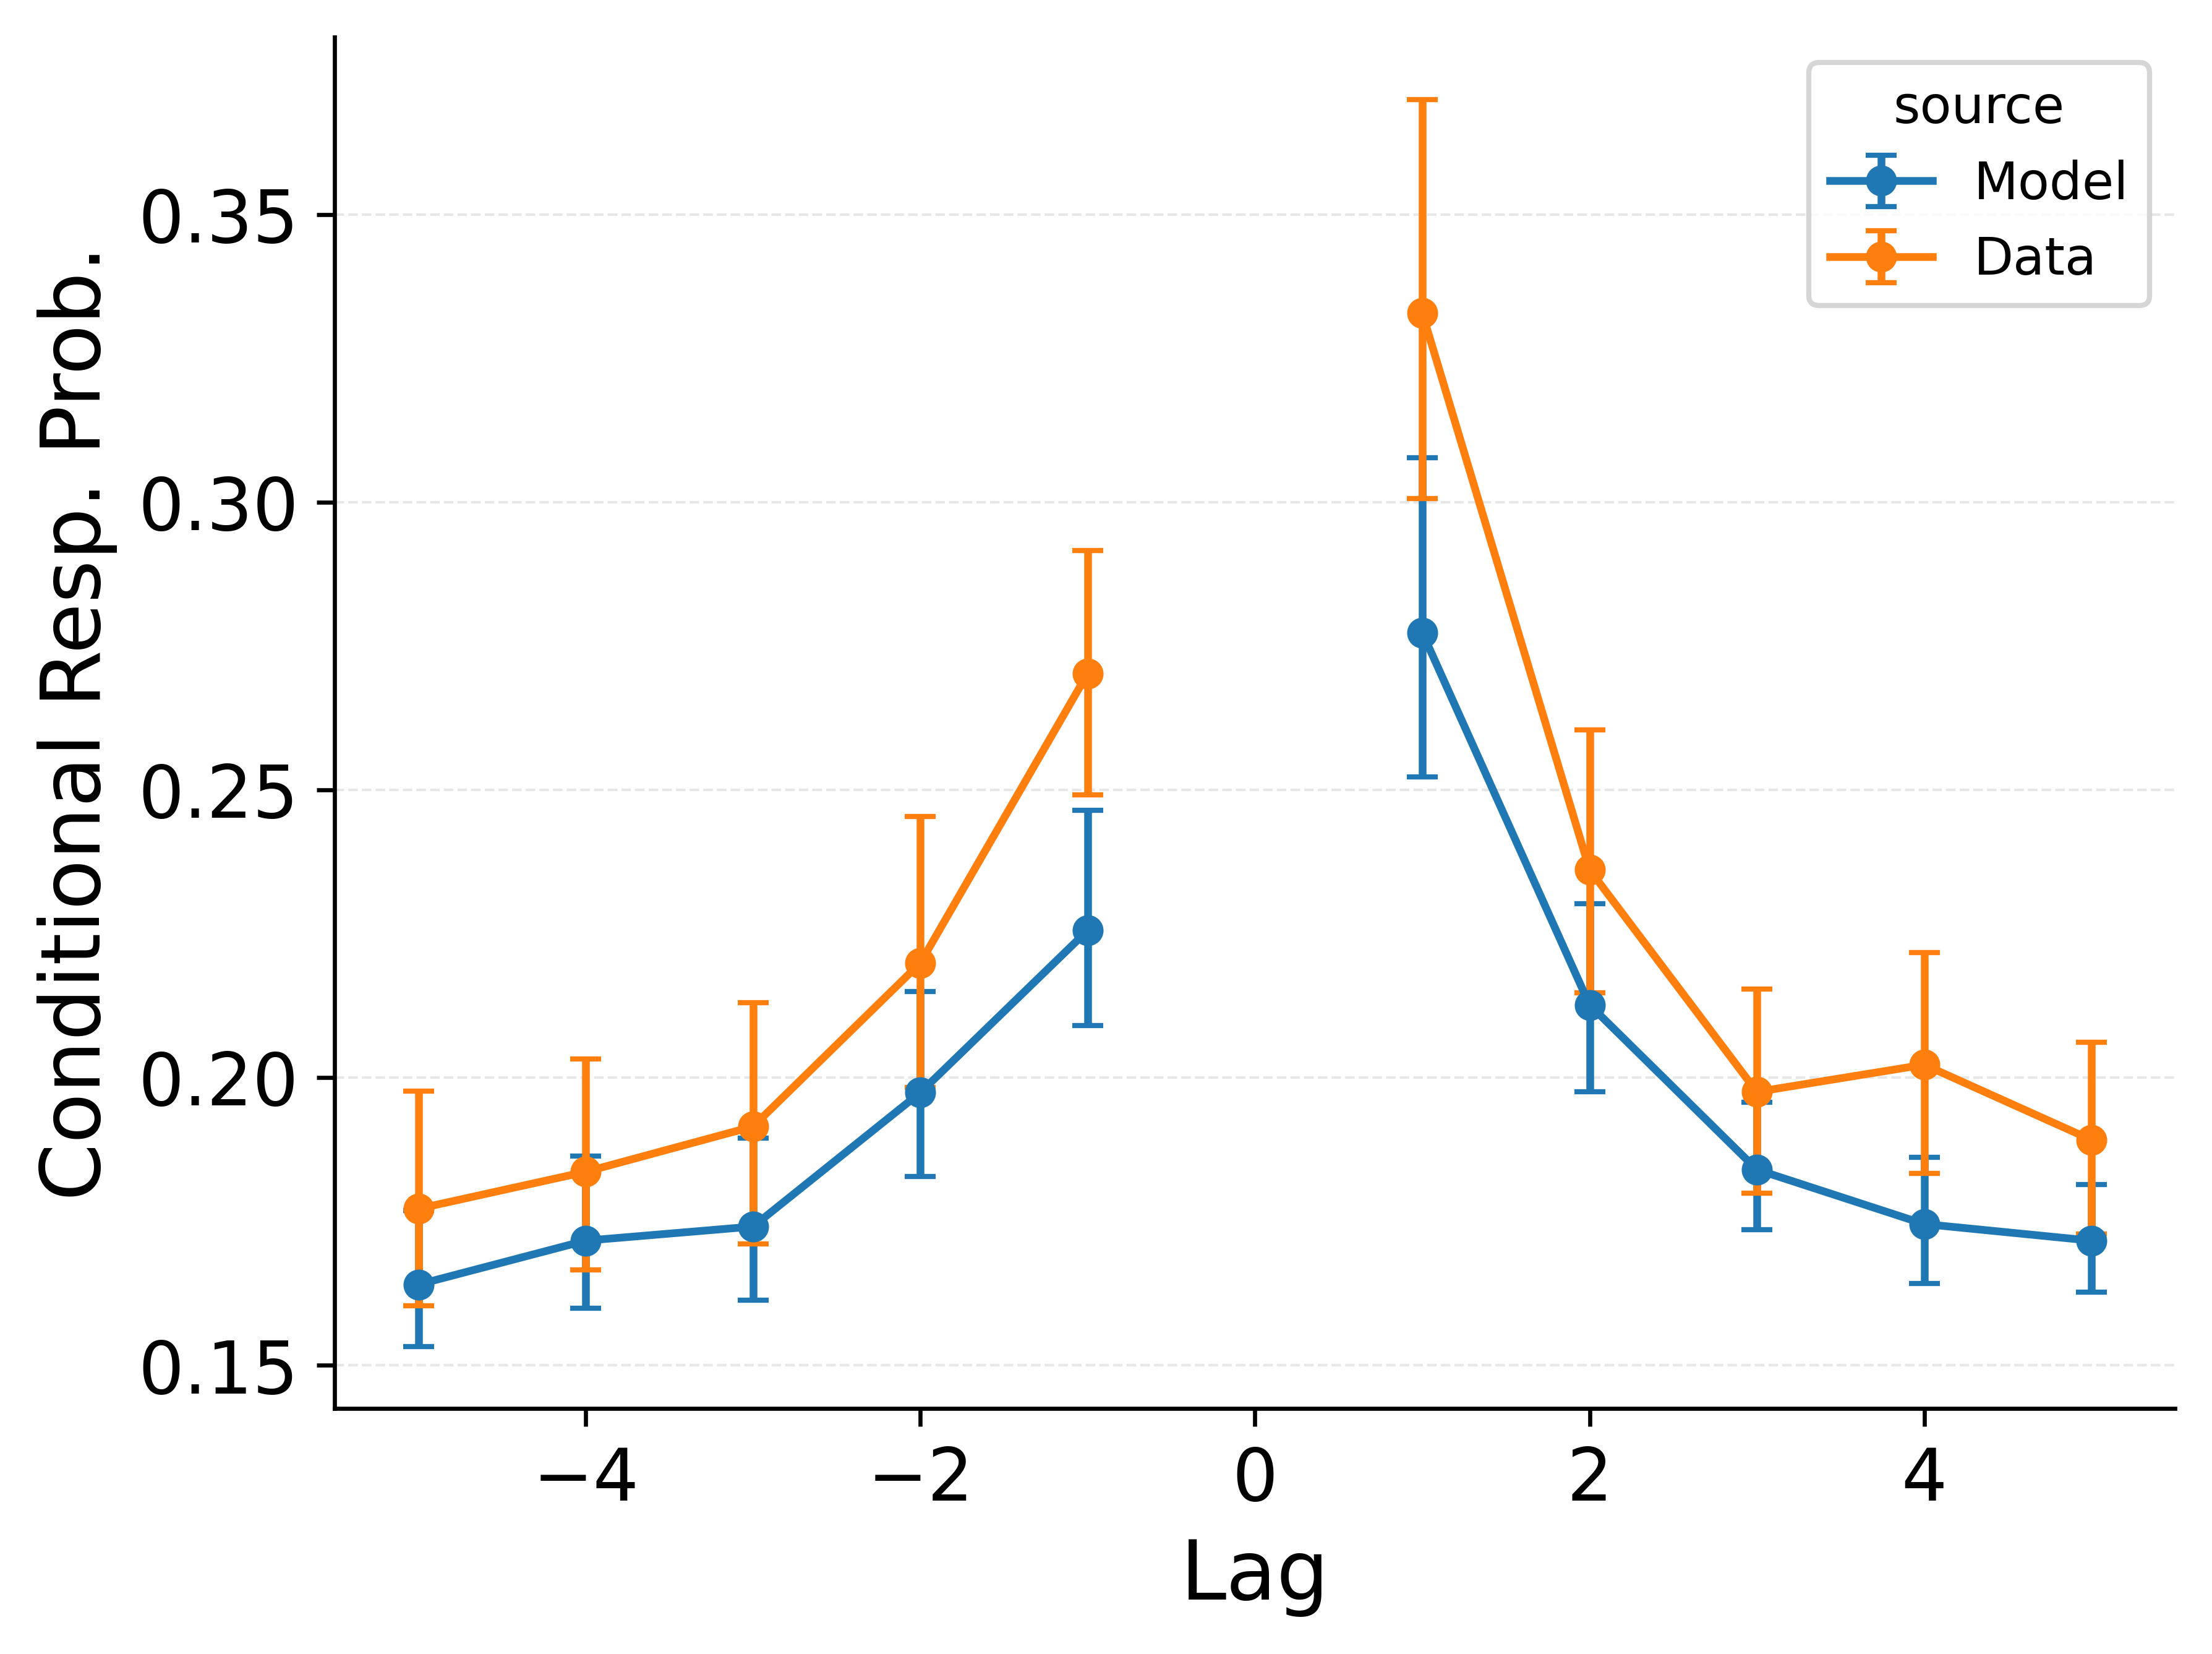 source
Model
Data
Conditional Resp. Prob.
0.35
0.30
0.25
0.20
0.15
−4 −2 0 2 4
Lag